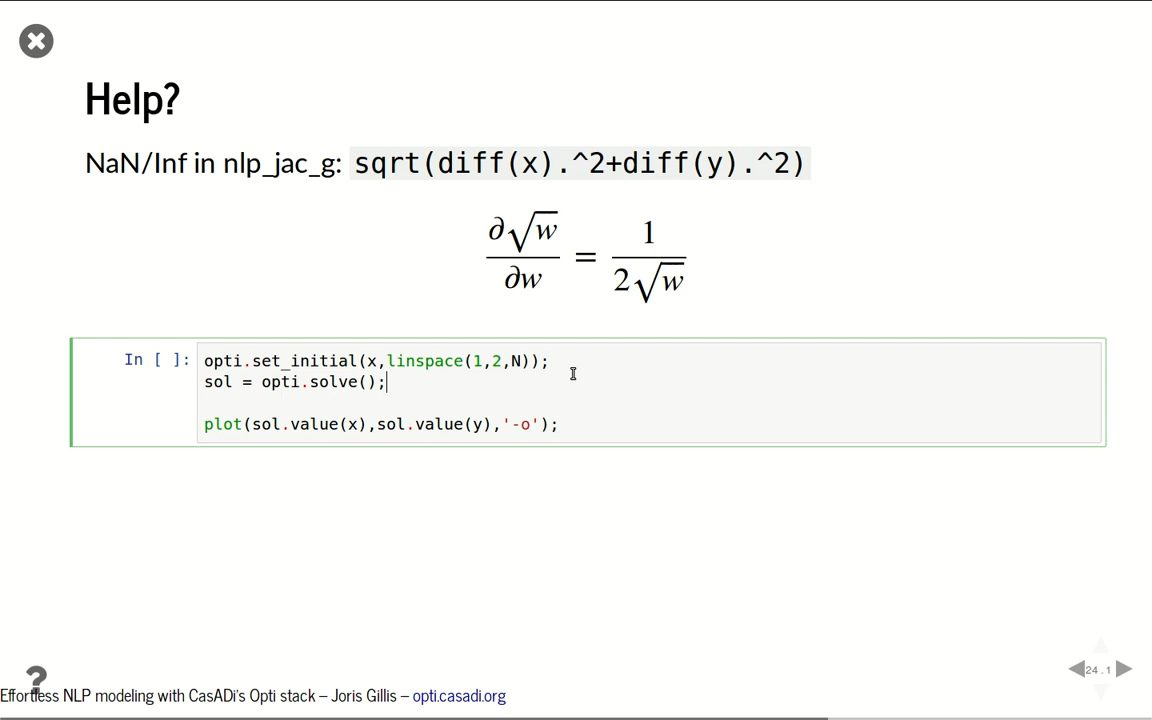 Help?
NaN/Inf in nlp_jac_g: sqrt(diff(x).^2+diff(y).^2)
∂√w / ∂w = 1 / 2√w
In [ ]: opti.set_initial(x,linspace(1,2,N));
sol = opti.solve();
plot(sol.value(x),sol.value(y),'-o');
?
24.1
Effortless NLP modeling with CasADi's Opti stack – Joris Gillis – opti.casadi.org